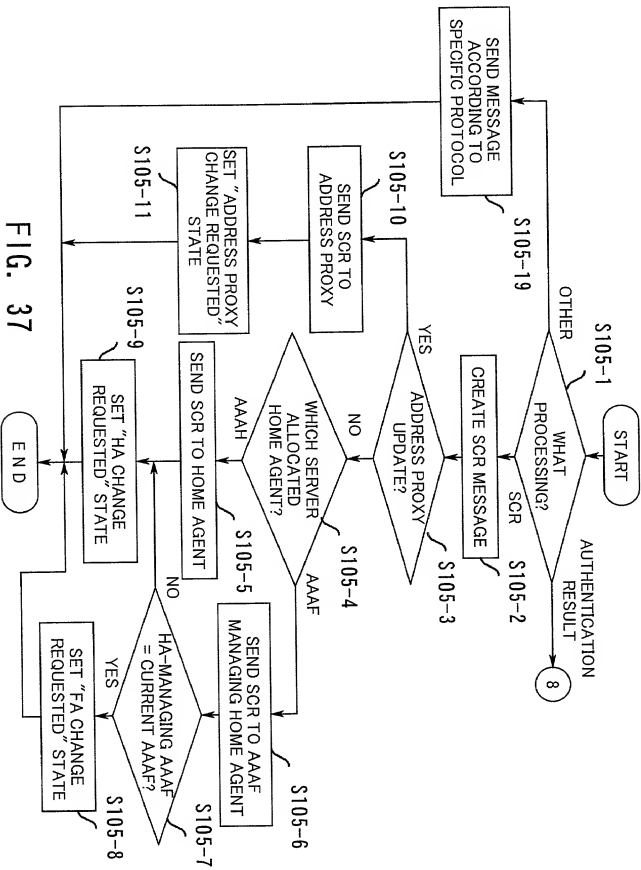 START
S105-1
WHAT
PROCESSING?
OTHER
SCR
AUTHENTICATION
RESULT
8
S105-19
SEND MESSAGE
ACCORDING TO
SPECIFIC PROTOCOL
S105-2
CREATE SCR MESSAGE
S105-3
ADDRESS PROXY
UPDATE?
YES
NO
S105-10
SEND SCR TO
ADDRESS PROXY
S105-11
SET "ADDRESS PROXY
CHANGE REQUESTED"
STATE
S105-4
WHICH SERVER
ALLOCATED
HOME AGENT?
AAAH
AAAF
S105-5
SEND SCR TO HOME AGENT
S105-6
SEND SCR TO AAAF
MANAGING HOME AGENT
S105-7
HA-MANAGING AAAF
= CURRENT AAAF?
NO
YES
S105-9
SET "HA CHANGE
REQUESTED" STATE
S105-8
SET "FA CHANGE
REQUESTED" STATE
END
FIG. 37